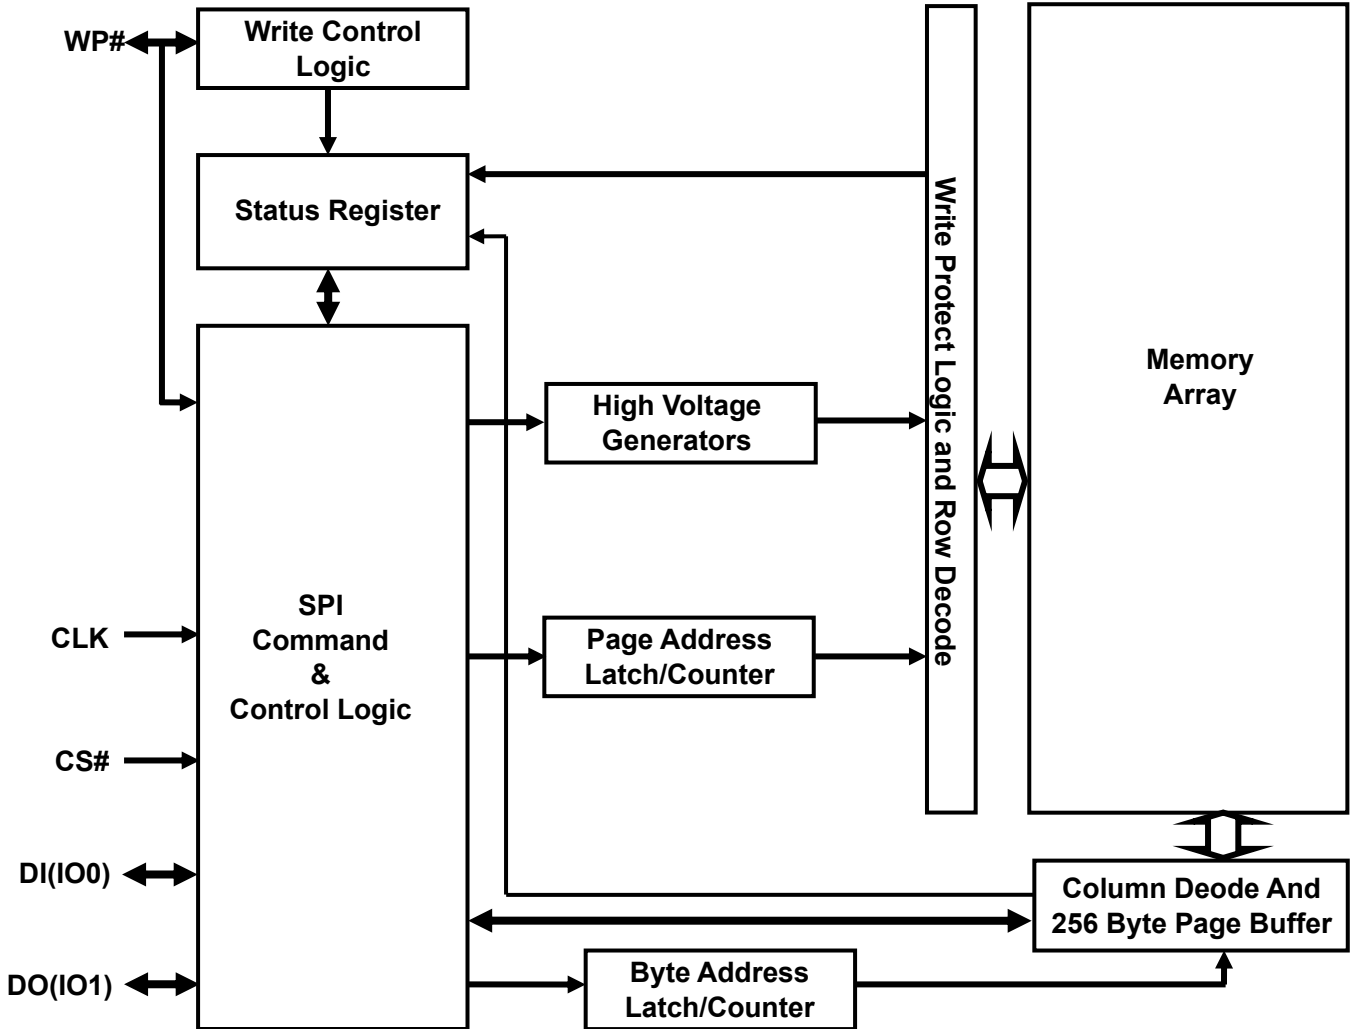 WP#
Write Control
Logic
Status Register
Write Protect Logic and Row Decode
Memory
Array
High Voltage
Generators
SPI
Command
&
Control Logic
Page Address
Latch/Counter
CLK
CS#
DI(IO0)
DO(IO1)
Column Deode And
256 Byte Page Buffer
Byte Address
Latch/Counter